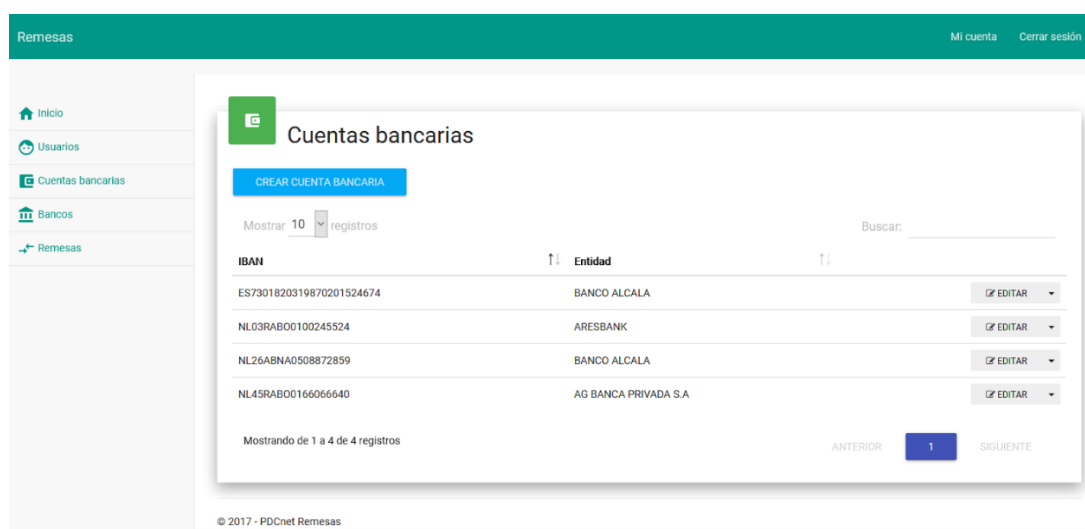 Remesas
Mi cuenta
Cerrar sesión
Inicio
Usuarios
Cuentas bancarias
Bancos
Remesas
Cuentas bancarias
CREAR CUENTA BANCARIA
Mostrar 10 registros
Buscar:
IBAN Entidad
ES7301820319870201524674 BANCO ALCALA EDITAR
NL03RABO0100245524 ARESBANK EDITAR
NL26ABNA0508872859 BANCO ALCALA EDITAR
NL45RABO0166066640 AG BANCA PRIVADA S.A EDITAR
Mostrando de 1 a 4 de 4 registros
ANTERIOR 1 SIGUIENTE
© 2017 - PDCnet Remesas